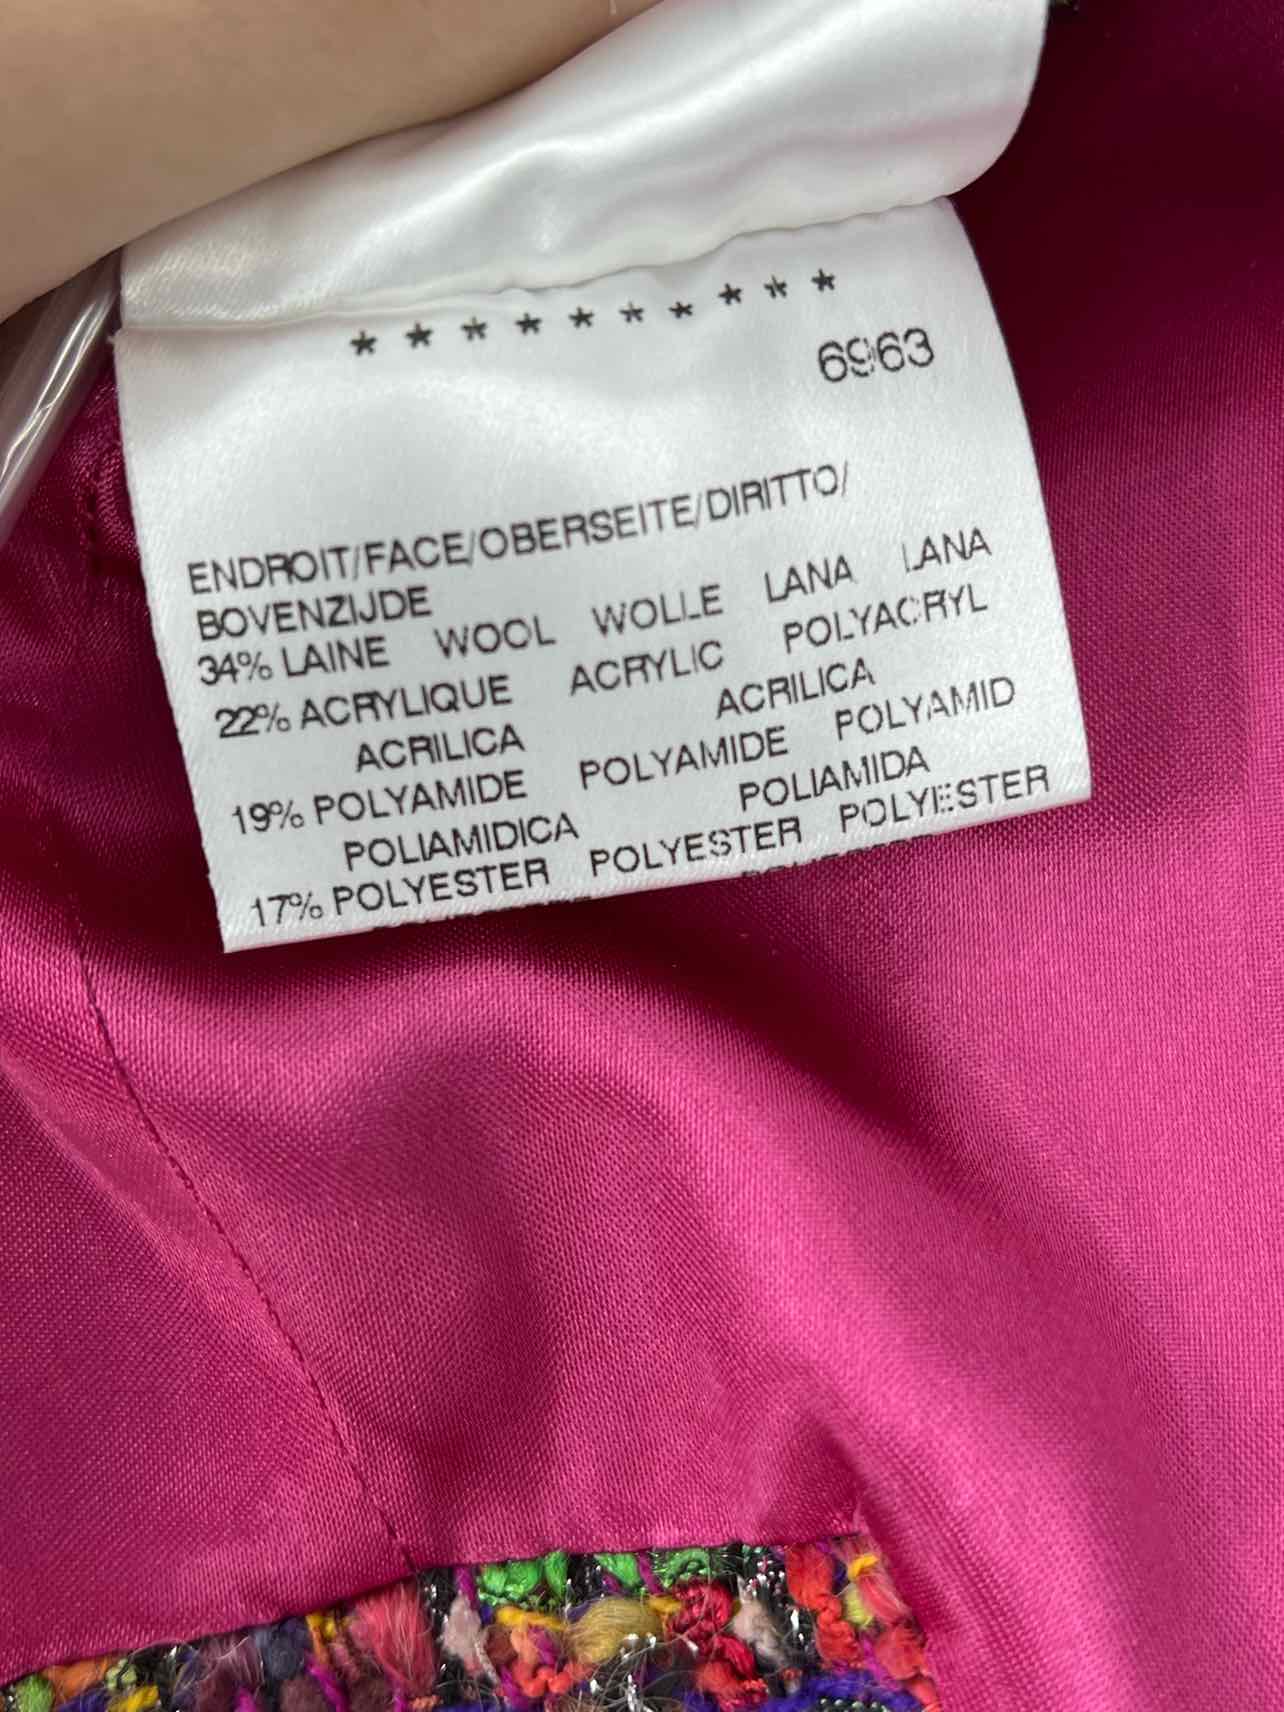 * * * * * * * * * *
6963
ENDROIT/FACE/OBERSEITE/DIRITTO/
BOVENZIJDE
34% LAINE WOOL WOLLE LANA LANA
22% ACRYLIQUE ACRYLIC POLYACRYL
ACRILICA ACRILICA
19% POLYAMIDE POLYAMIDE POLYAMID
POLIAMIDICA POLIAMIDA
17% POLYESTER POLYESTER POLYESTER